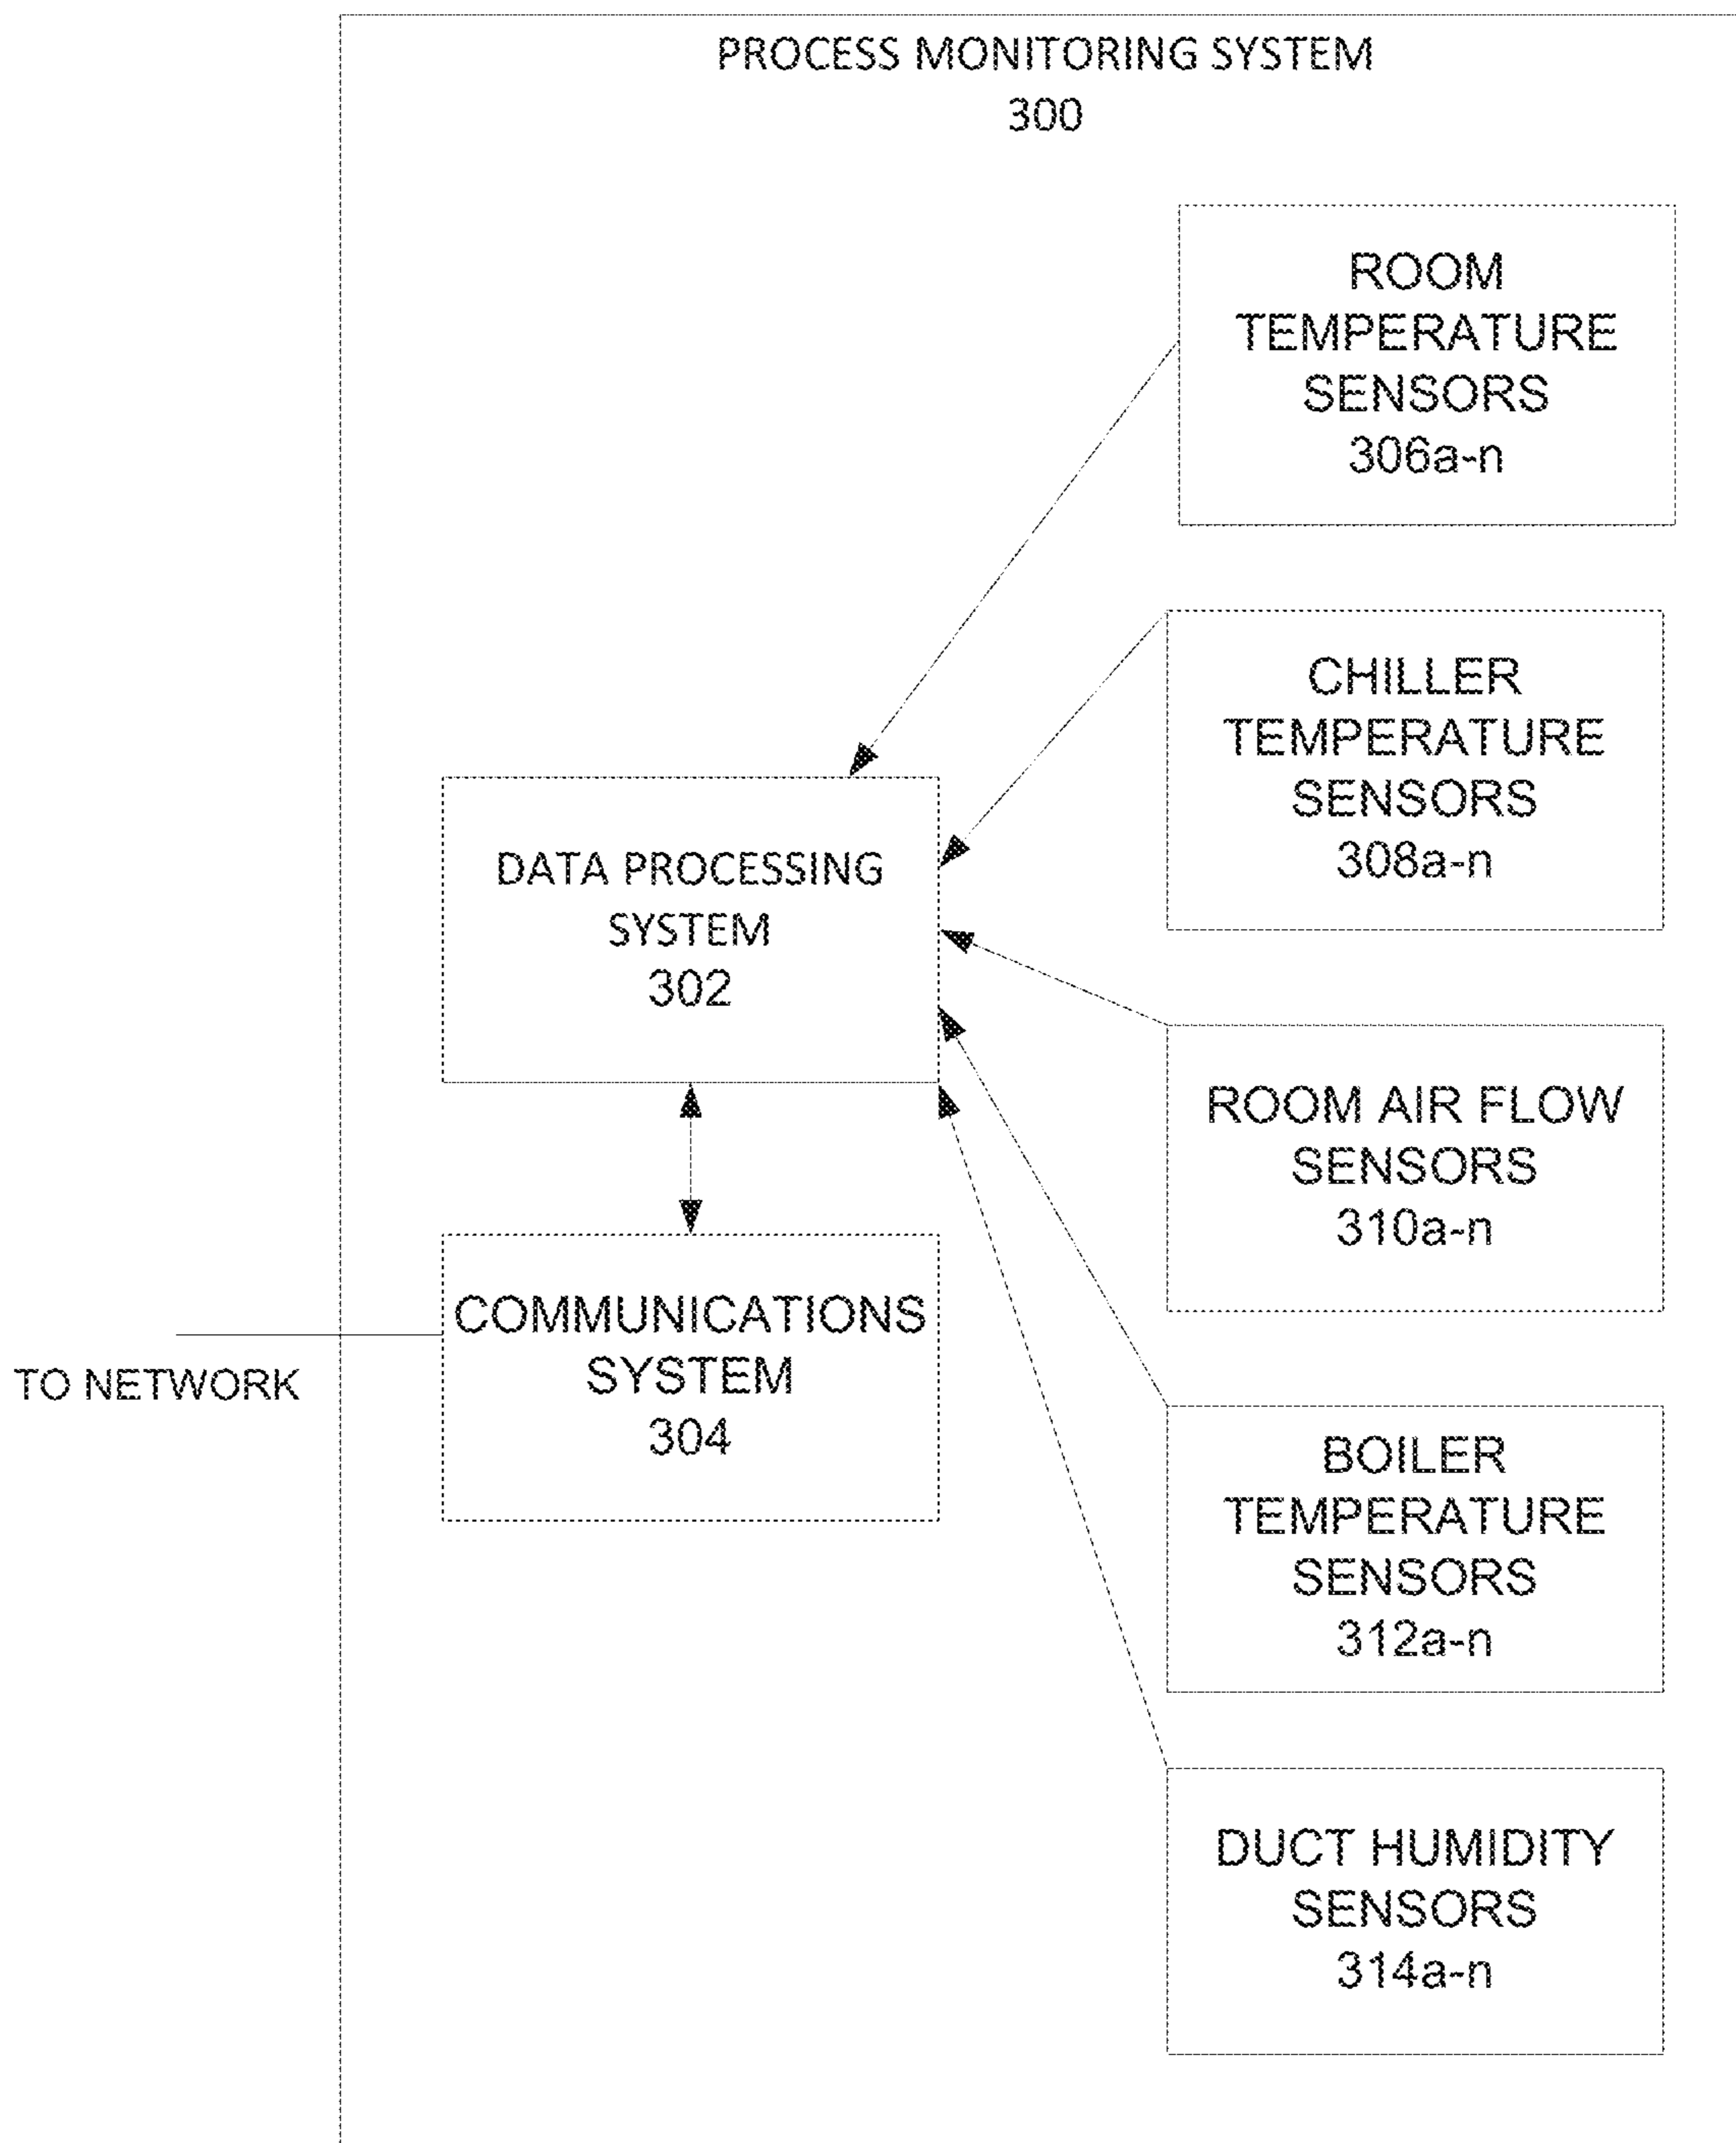 PROCESS MONITORING SYSTEM
300
ROOM
TEMPERATURE
SENSORS
306a-n
CHILLER
TEMPERATURE
SENSORS
308a-n
DATA PROCESSING
SYSTEM
302
ROOM AIR FLOW
SENSORS
310a-n
COMMUNICATIONS
SYSTEM
304
TO NETWORK
BOILER
TEMPERATURE
SENSORS
312a-n
DUCT HUMIDITY
SENSORS
314a-n